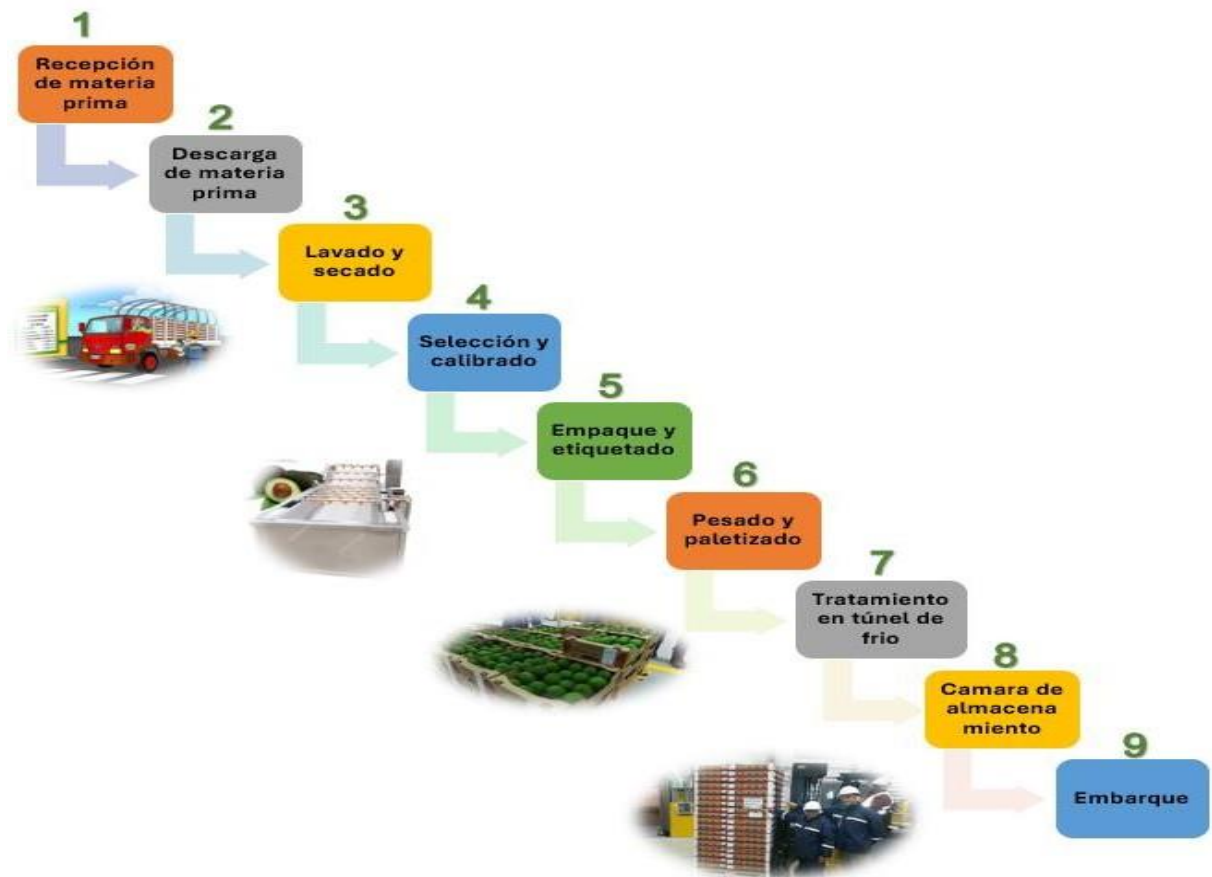 1
Recepción
de materia
prima
2
Descarga
de materia
prima
3
Lavado y
secado
4
Selección y
calibrado
5
Empaque y
etiquetado
6
Pesado y
paletizado
7
Tratamiento
en túnel de
frio
8
Camara de
almacena
miento
9
Embarque